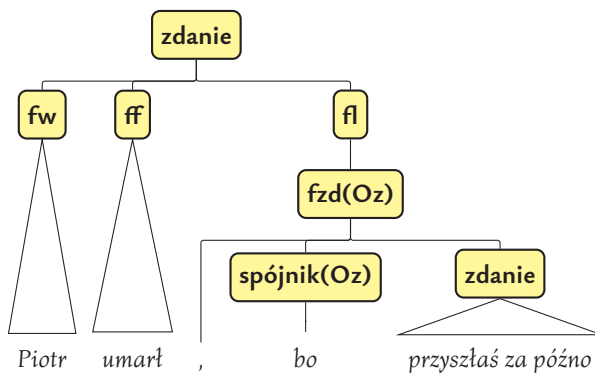 zdanie
fw ff fl
fzd(Oz)
spójnik(Oz) zdanie
Piotr umarł , bo przyszłaś za późno